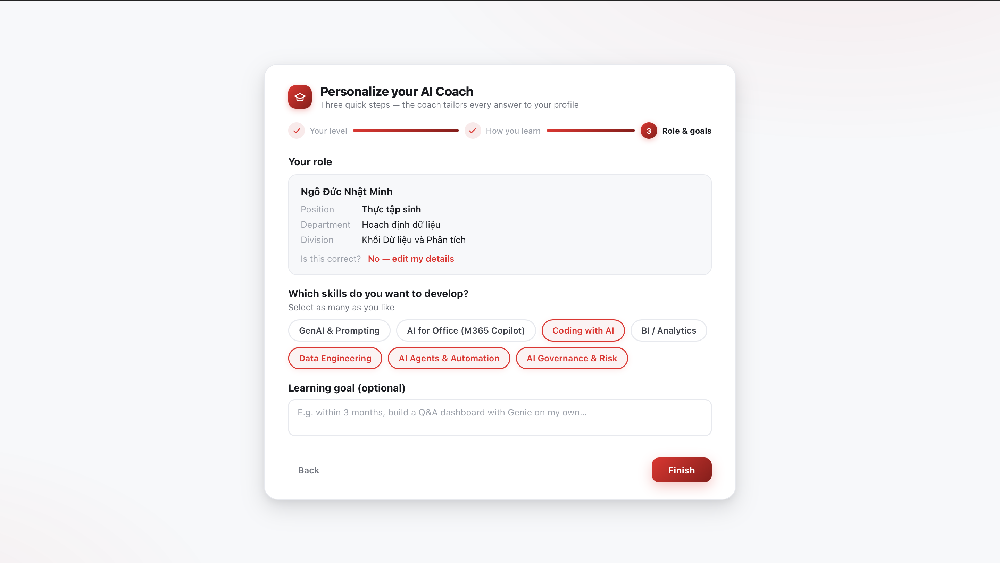 Personalize your AI Coach
Three quick steps — the coach tailors every answer to your profile
Your level
How you learn
3 Role & goals
Your role
Ngô Đức Nhật Minh
Position Thực tập sinh
Department Hoạch định dữ liệu
Division Khối Dữ liệu và Phân tích
Is this correct? No — edit my details
Which skills do you want to develop?
Select as many as you like
GenAI & Prompting
AI for Office (M365 Copilot)
Coding with AI
BI / Analytics
Data Engineering
AI Agents & Automation
AI Governance & Risk
Learning goal (optional)
E.g. within 3 months, build a Q&A dashboard with Genie on my own...
Back
Finish